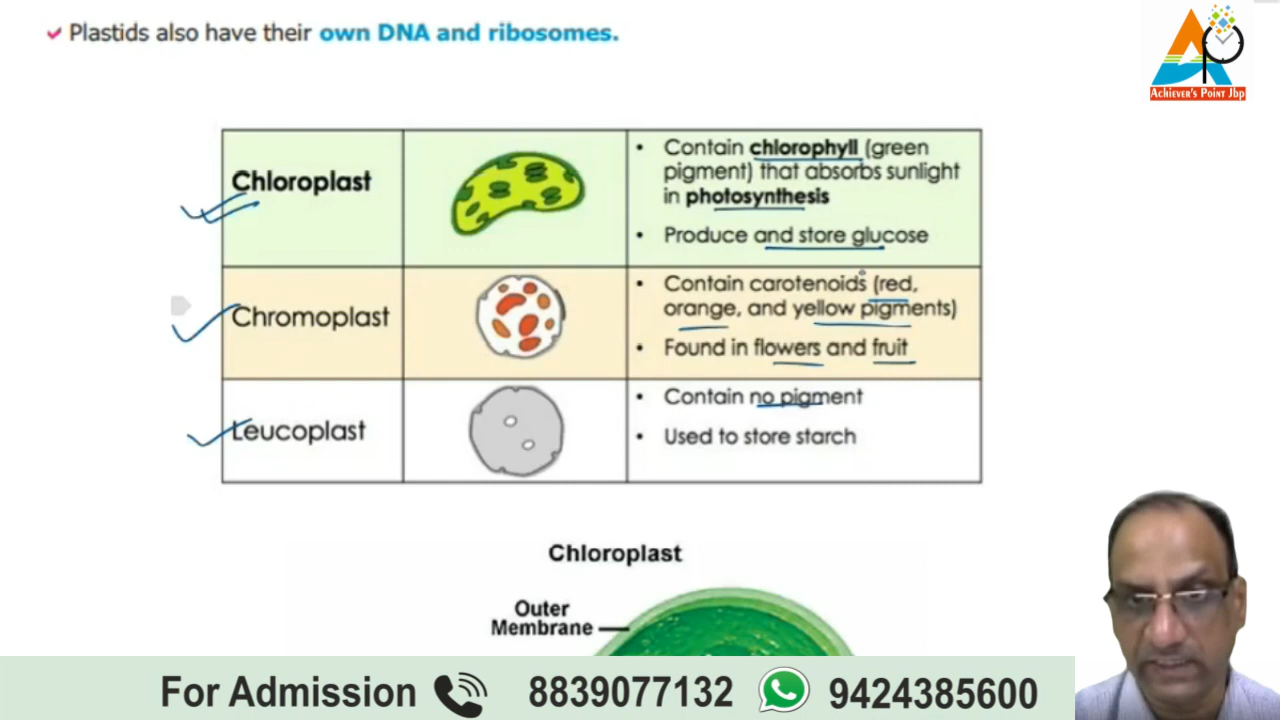 Plastids also have their own DNA and ribosomes.
Achiever's Point Jbp
Chloroplast
• Contain chlorophyll (green
pigment) that absorbs sunlight
in photosynthesis
• Produce and store glucose
Chromoplast
• Contain carotenoids (red,
orange, and yellow pigments)
• Found in flowers and fruit
Leucoplast
• Contain no pigment
• Used to store starch
Chloroplast
Outer
Membrane
For Admission 8839077132 9424385600